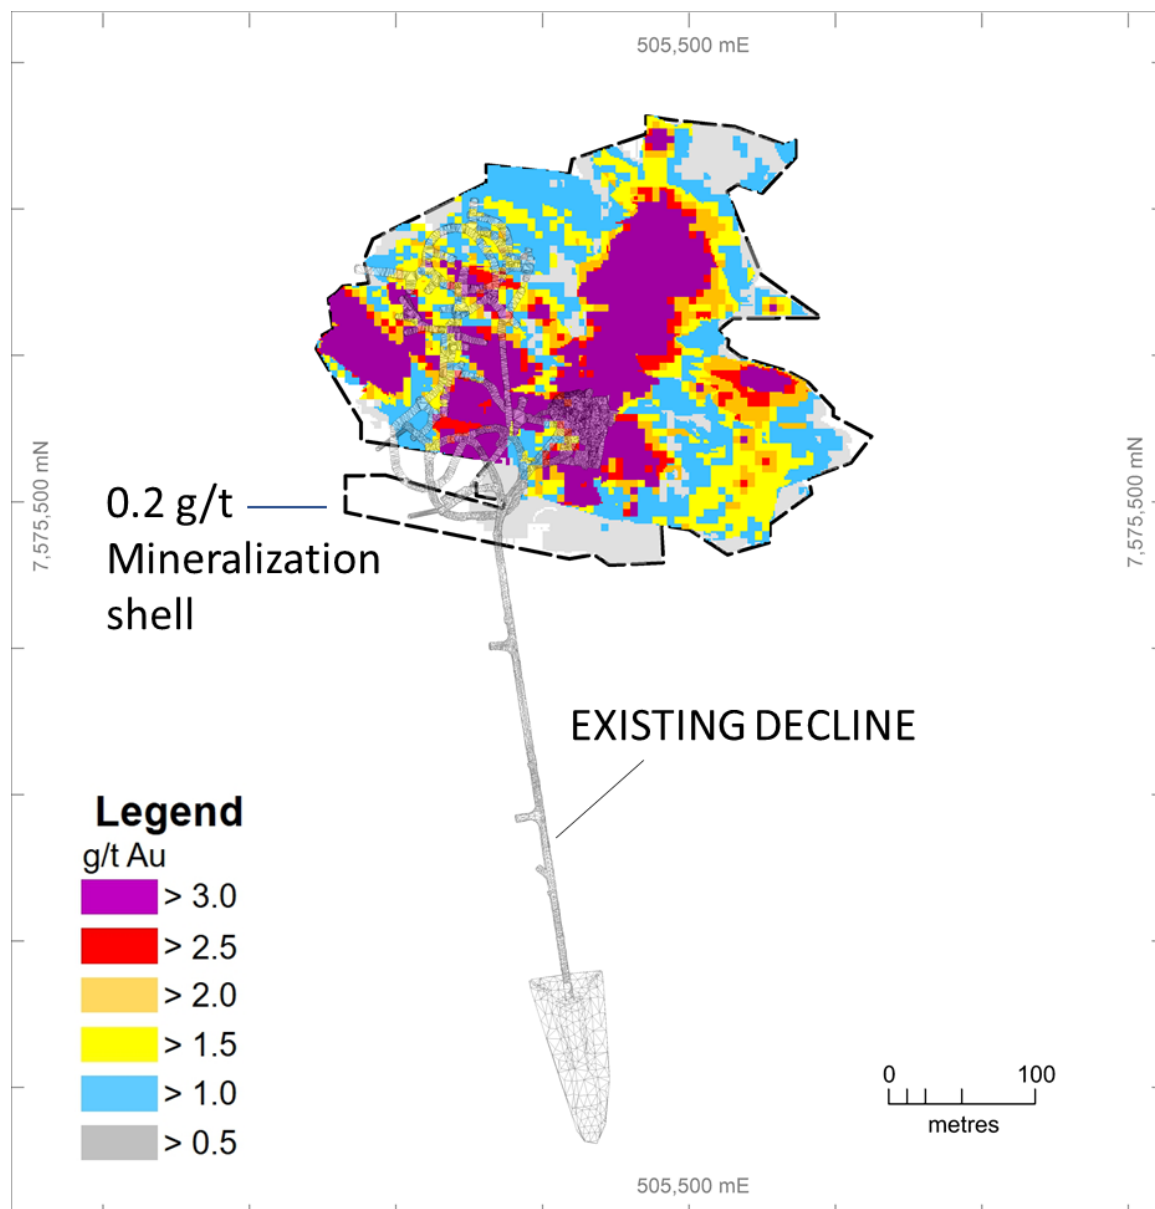 505,500 mE
7,575,500 mN
7,575,500 mN
0.2 g/t
Mineralization
shell
EXISTING DECLINE
Legend
g/t Au
> 3.0
> 2.5
> 2.0
> 1.5
> 1.0
> 0.5
0 100
metres
505,500 mE